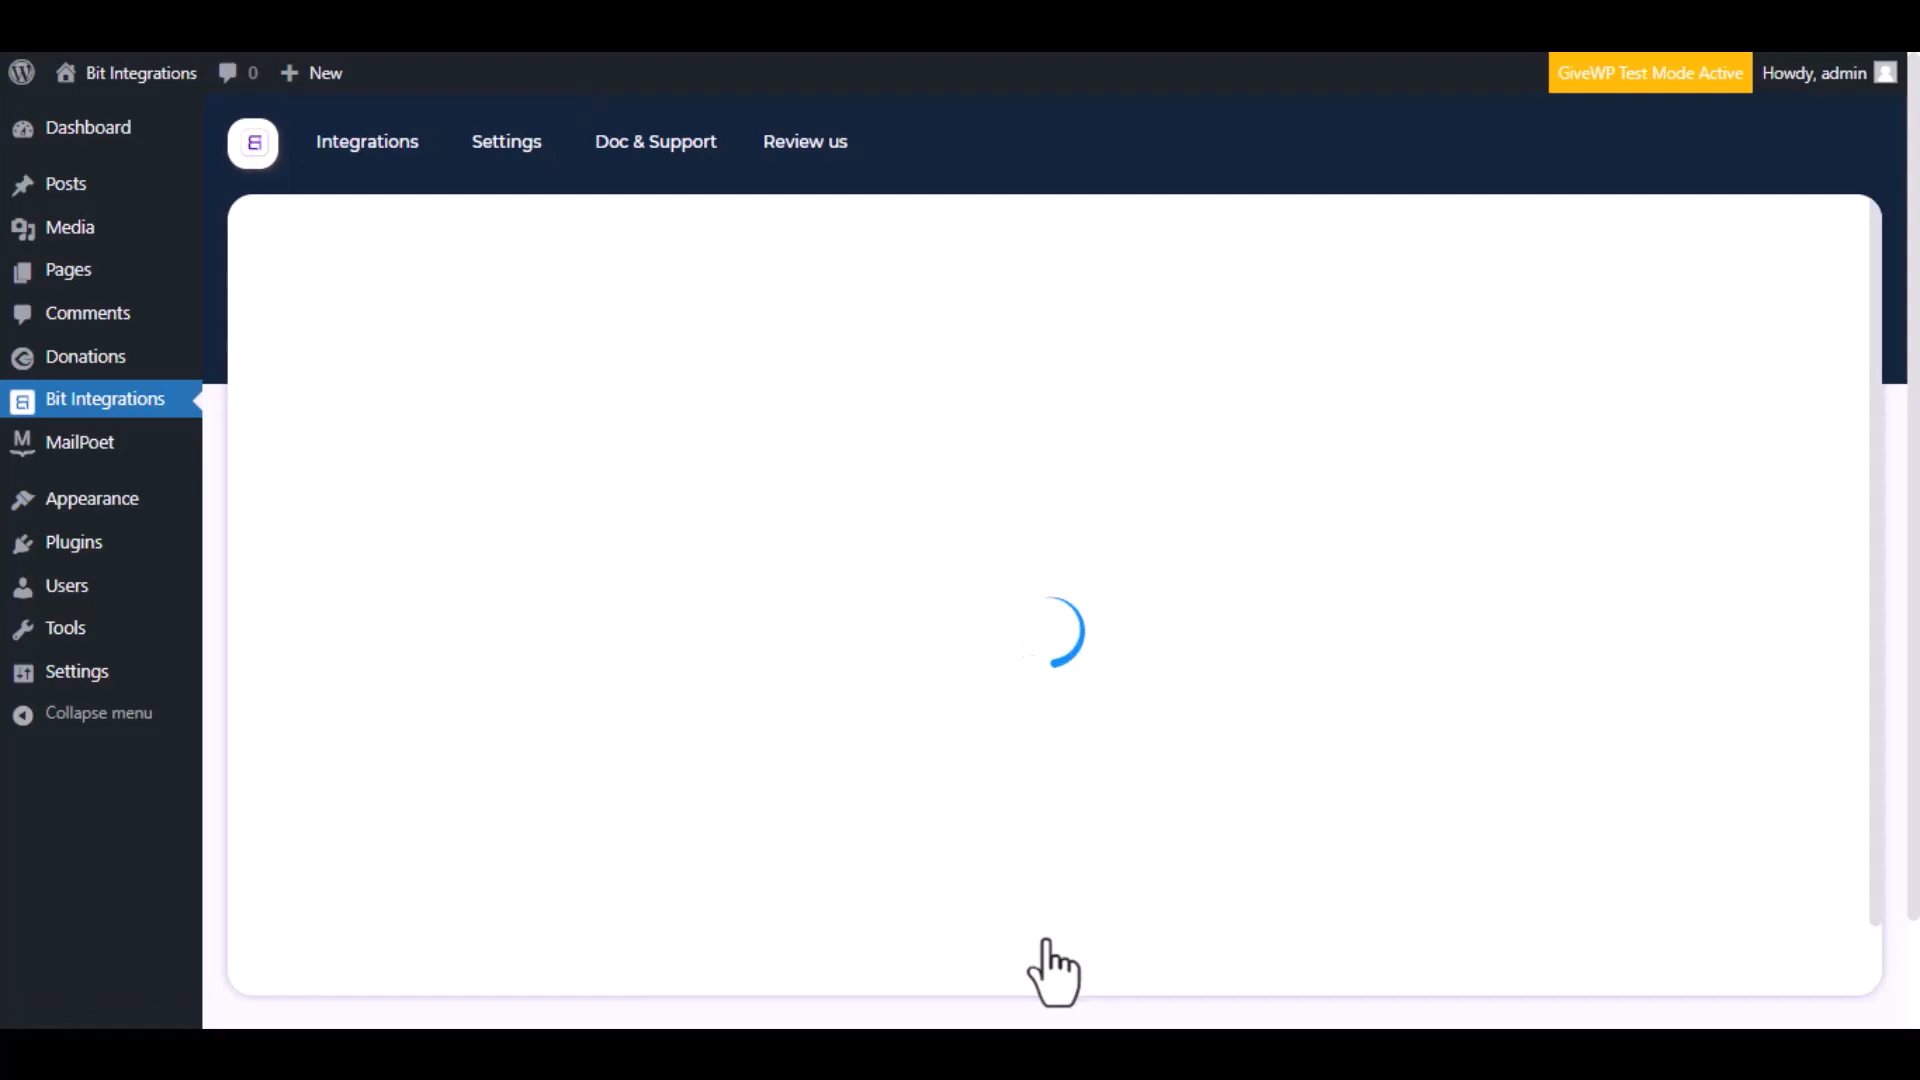 Bit Integrations
0
New
GiveWP Test Mode Active
Howdy, admin
Dashboard
Posts
Media
Pages
Comments
Donations
Bit Integrations
MailPoet
Appearance
Plugins
Users
Tools
Settings
Collapse menu
Integrations
Settings
Doc & Support
Review us